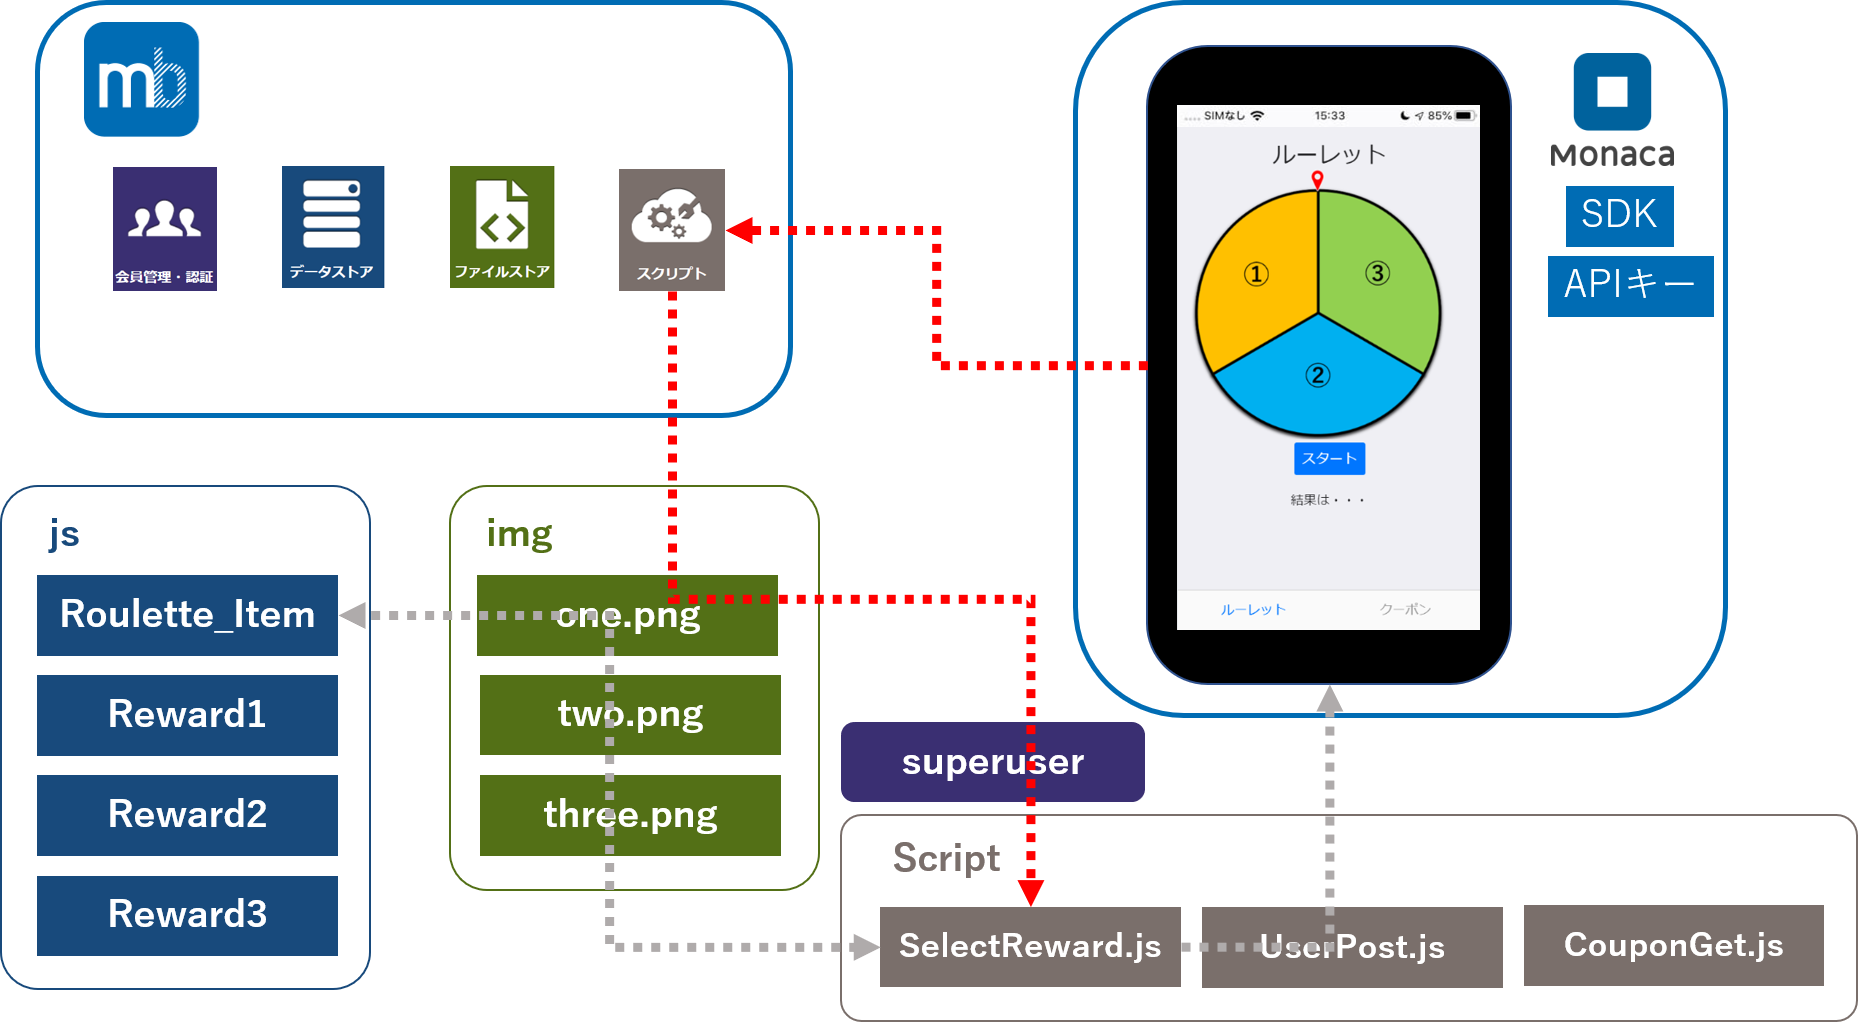 mb
会員管理・認証
データストア
ファイルストア
スクリプト
SIMなし 15:33 85%
ルーレット
①
③
②
スタート
結果は・・・
ルーレット クーポン
Monaca
SDK
APIキー
js
Roulette_Item
Reward1
Reward2
Reward3
img
one.png
two.png
three.png
superuser
Script
SelectReward.js
UserPost.js
CouponGet.js